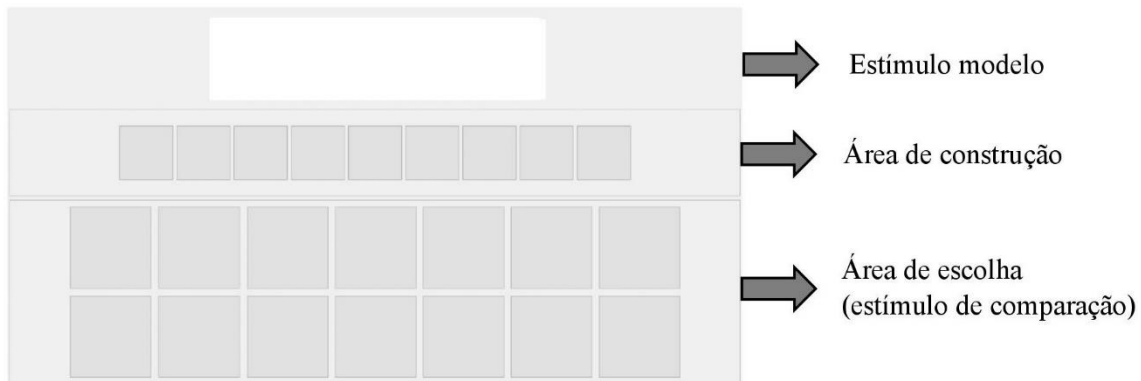 Estímulo modelo
Área de construção
Área de escolha
(estímulo de comparação)